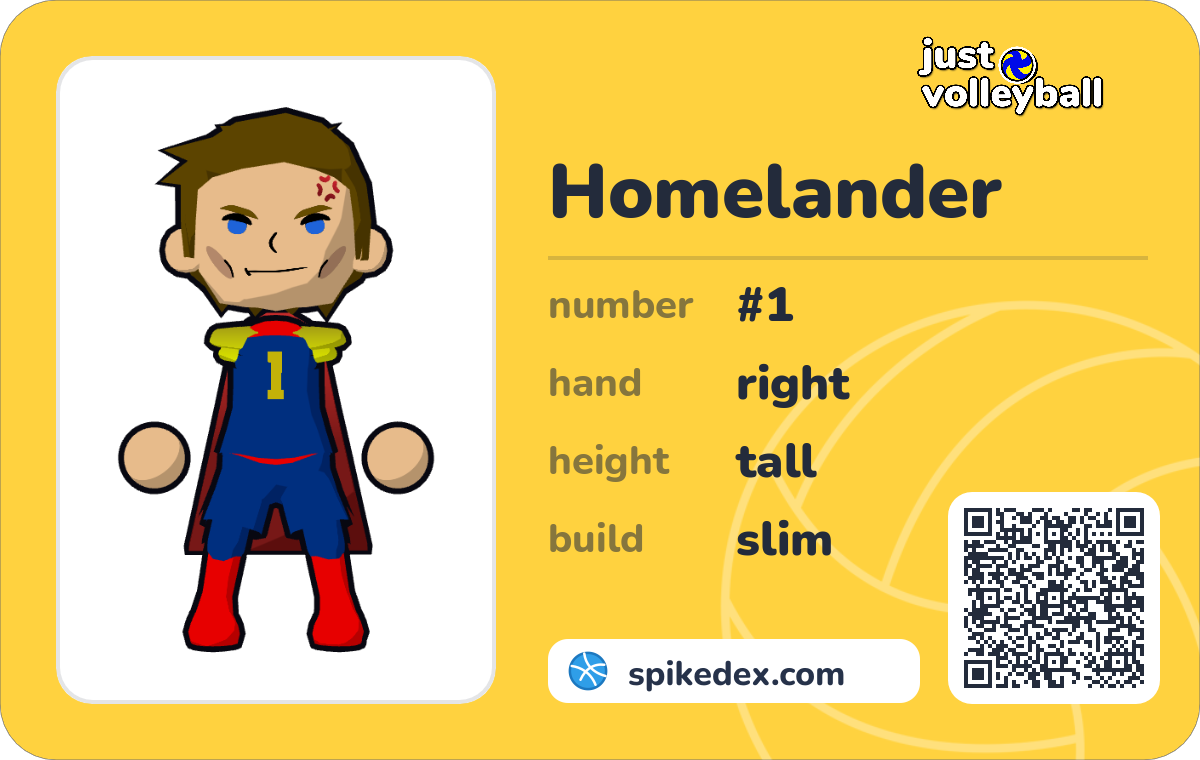 just
volleyball
Homelander
number #1
hand right
height tall
build slim
1
spikedex.com